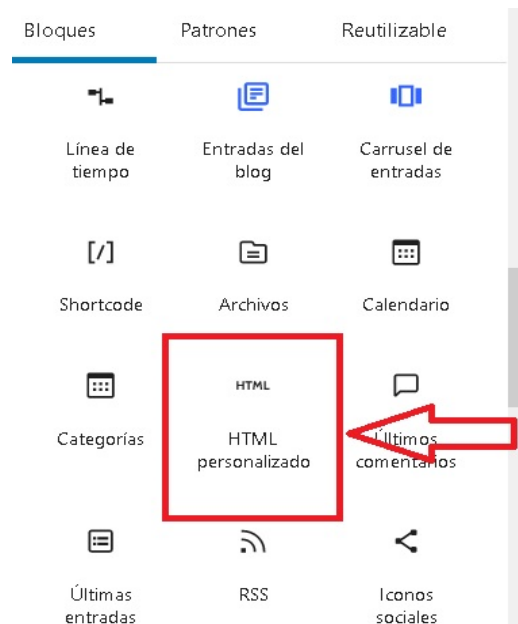 Bloques Patrones Reutilizable
Línea de Entradas del Carrusel de
tiempo blog entradas
[/]
Shortcode Archivos Calendario
HTML
Categorías HTML Últimos
personalizado comentarios
Últimas RSS Iconos
entradas sociales